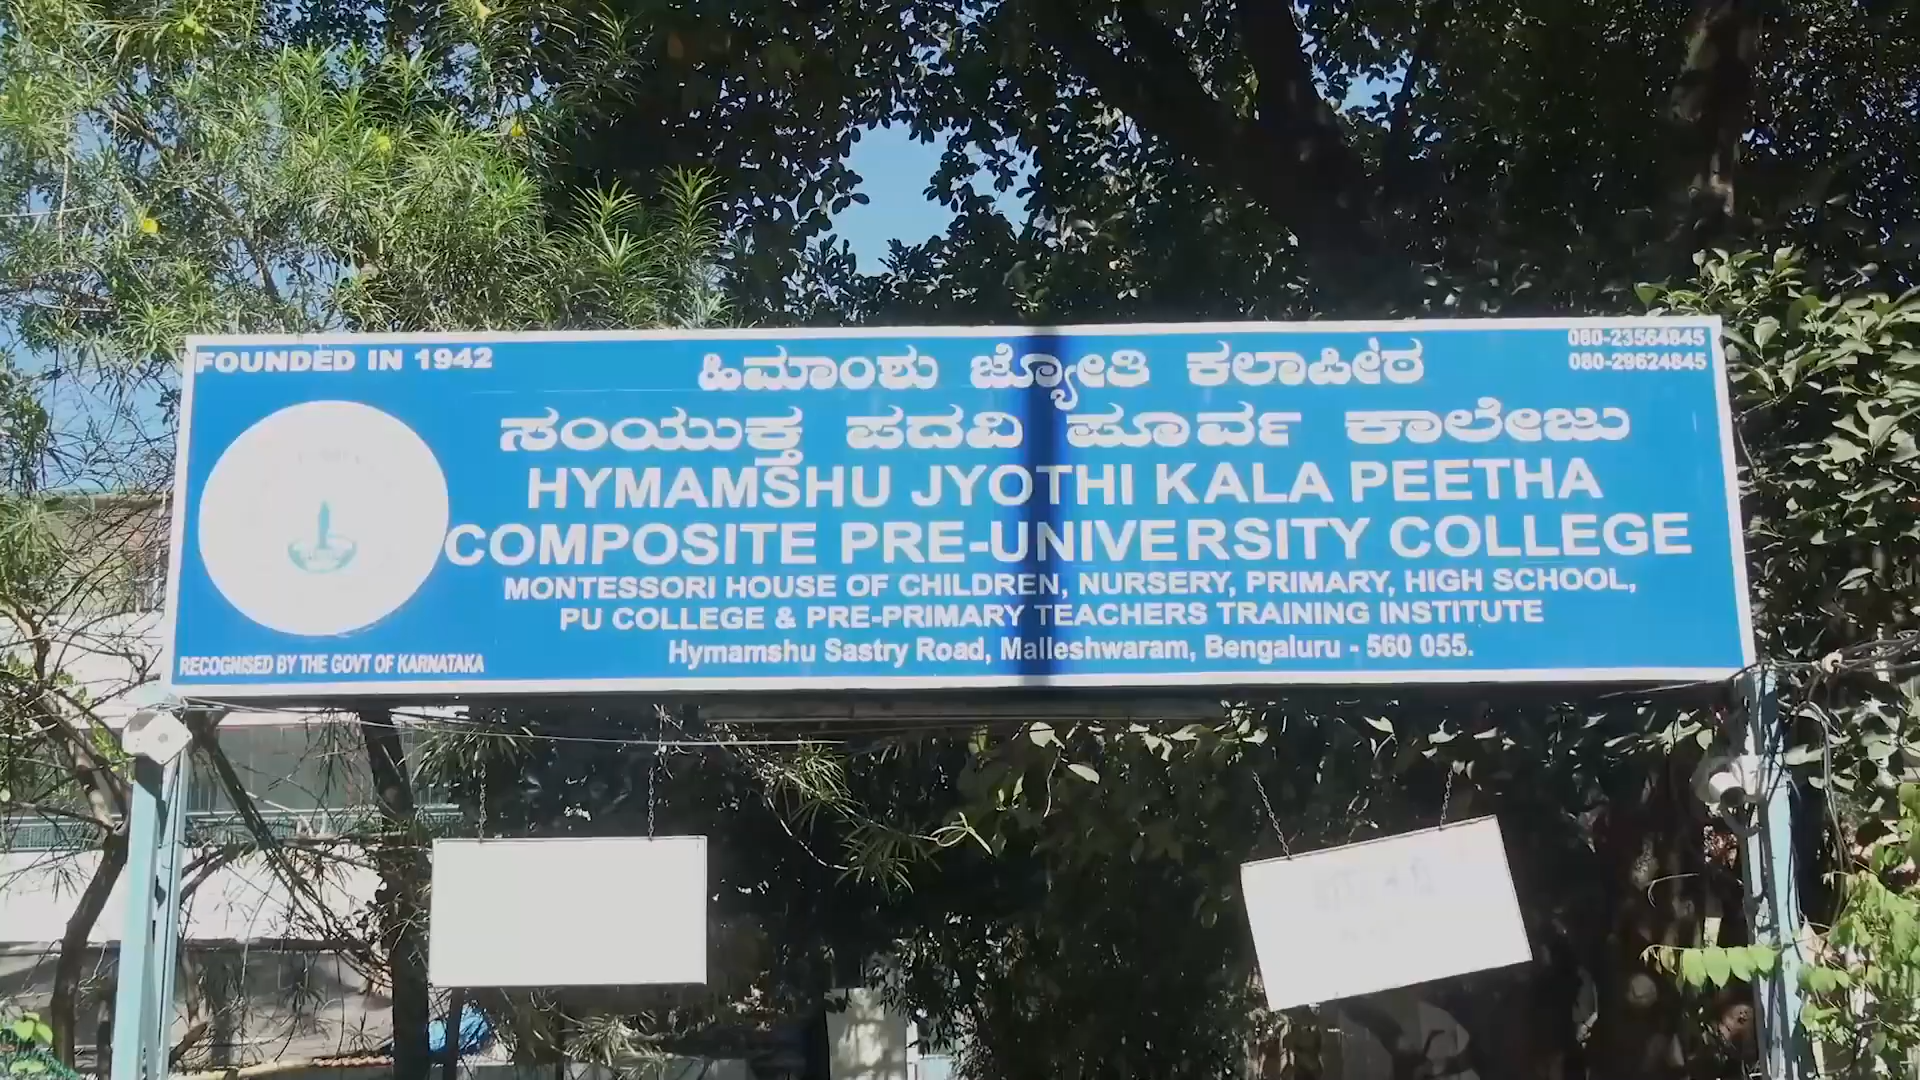 FOUNDED IN 1942
080-23564845
080-29624845
ಹಿಮಾಂಶು ಜ್ಯೋತಿ ಕಲಾಪೀಠ
ಸಂಯುಕ್ತ ಪದವಿ ಪೂರ್ವ ಕಾಲೇಜು
HYMAMSHU JYOTHI KALA PEETHA
COMPOSITE PRE-UNIVERSITY COLLEGE
MONTESSORI HOUSE OF CHILDREN, NURSERY, PRIMARY, HIGH SCHOOL,
PU COLLEGE & PRE-PRIMARY TEACHERS TRAINING INSTITUTE
Hymamshu Sastry Road, Malleshwaram, Bengaluru - 560 055.
RECOGNISED BY THE GOVT OF KARNATAKA